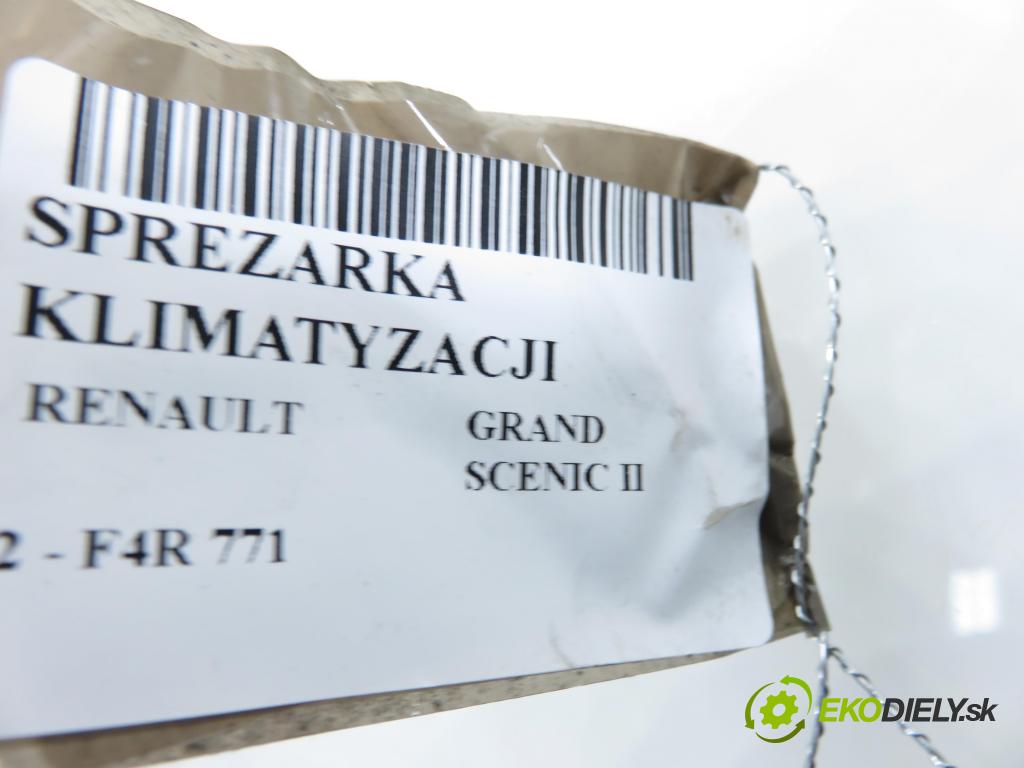 SPREZARKA
KLIMATYZACJI
RENAULT GRAND
SCENIC II
2 - F4R 771
EKODIELY.sk